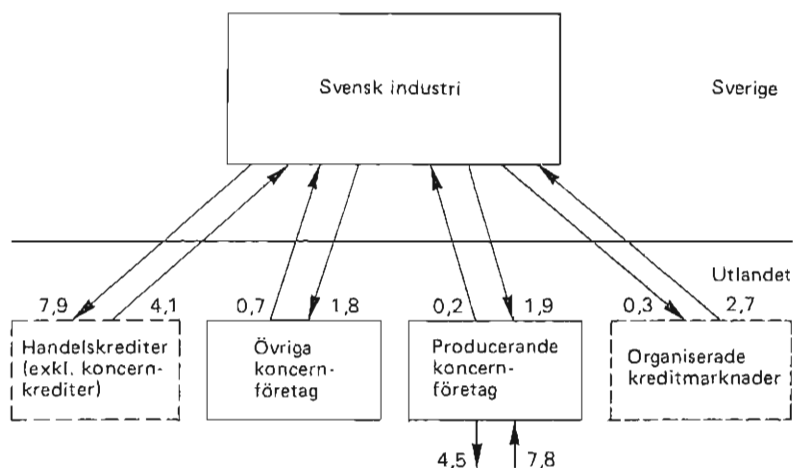 Svensk industri
Sverige
Utlandet
7,9 4,1 0,7 1,8 0,2 1,9 0,3 2,7
Handelskrediter
(exkl. koncern-
krediter)
Övriga
koncern-
företag
Producerande
koncern-
företag
Organiserade
kreditmarknader
4,5 7,8